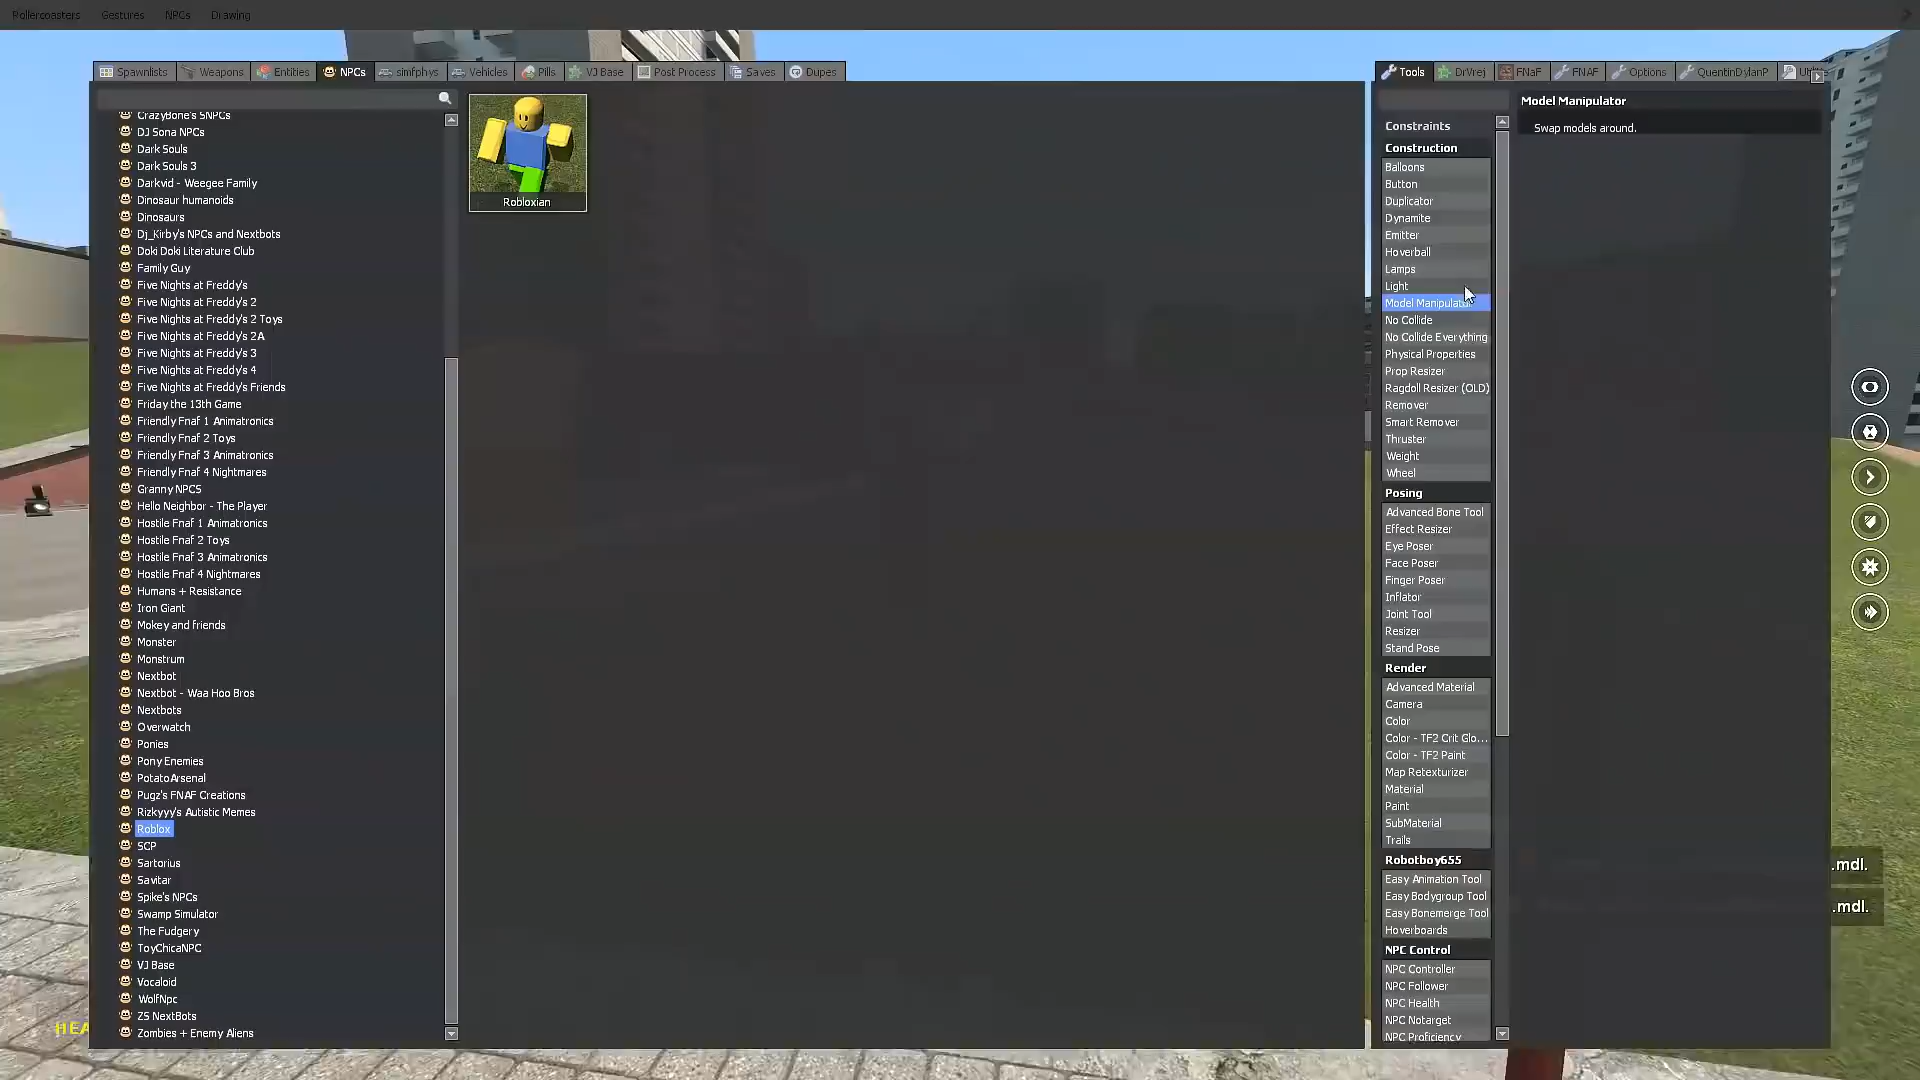 Rollercoasters Gestures NPCs Drawing
Spawnlists Weapons Entities NPCs simfphys Vehicles Pills VJ Base Post Process Saves Dupes
CrazyBone's SNPCs
DJ Sona NPCs
Dark Souls
Dark Souls 3
Darkvid - Weegee Family
Dinosaur humanoids
Dinosaurs
Dj_Kirby's NPCs and Nextbots
Doki Doki Literature Club
Family Guy
Five Nights at Freddy's
Five Nights at Freddy's 2
Five Nights at Freddy's 2 Toys
Five Nights at Freddy's 2A
Five Nights at Freddy's 3
Five Nights at Freddy's 4
Five Nights at Freddy's Friends
Friday the 13th Game
Friendly Fnaf 1 Animatronics
Friendly Fnaf 2 Toys
Friendly Fnaf 3 Animatronics
Friendly Fnaf 4 Nightmares
Granny NPCS
Hello Neighbor - The Player
Hostile Fnaf 1 Animatronics
Hostile Fnaf 2 Toys
Hostile Fnaf 3 Animatronics
Hostile Fnaf 4 Nightmares
Humans + Resistance
Iron Giant
Mokey and friends
Monster
Monstrum
Nextbot
Nextbot - Waa Hoo Bros
Nextbots
Overwatch
Ponies
Pony Enemies
PotatoArsenal
Pugz's FNAF Creations
Rizkyyy's Autistic Memes
Roblox
SCP
Sartorius
Savitar
Spike's NPCs
Swamp Simulator
The Fudgery
ToyChicaNPC
VJ Base
Vocaloid
WolfNpc
ZS NextBots
Zombies + Enemy Aliens
HEA
Robloxian
Tools DrVrej FNaF FNAF Options QuentinDylanP
Constraints
Construction
Balloons
Button
Duplicator
Dynamite
Emitter
Hoverball
Lamps
Light
Model Manipulator
No Collide
No Collide Everything
Physical Properties
Prop Resizer
Ragdoll Resizer (OLD)
Remover
Smart Remover
Thruster
Weight
Wheel
Posing
Advanced Bone Tool
Effect Resizer
Eye Poser
Face Poser
Finger Poser
Inflator
Joint Tool
Resizer
Stand Pose
Render
Advanced Material
Camera
Color
Color - TF2 Crit Glo...
Color - TF2 Paint
Map Retexturizer
Material
Paint
SubMaterial
Trails
Robotboy655
Easy Animation Tool
Easy Bodygroup Tool
Easy Bonemerge Tool
Hoverboards
NPC Control
NPC Controller
NPC Follower
NPC Health
NPC Notarget
NPC Proficiency
Model Manipulator
Swap models around.
.mdl.
.mdl.